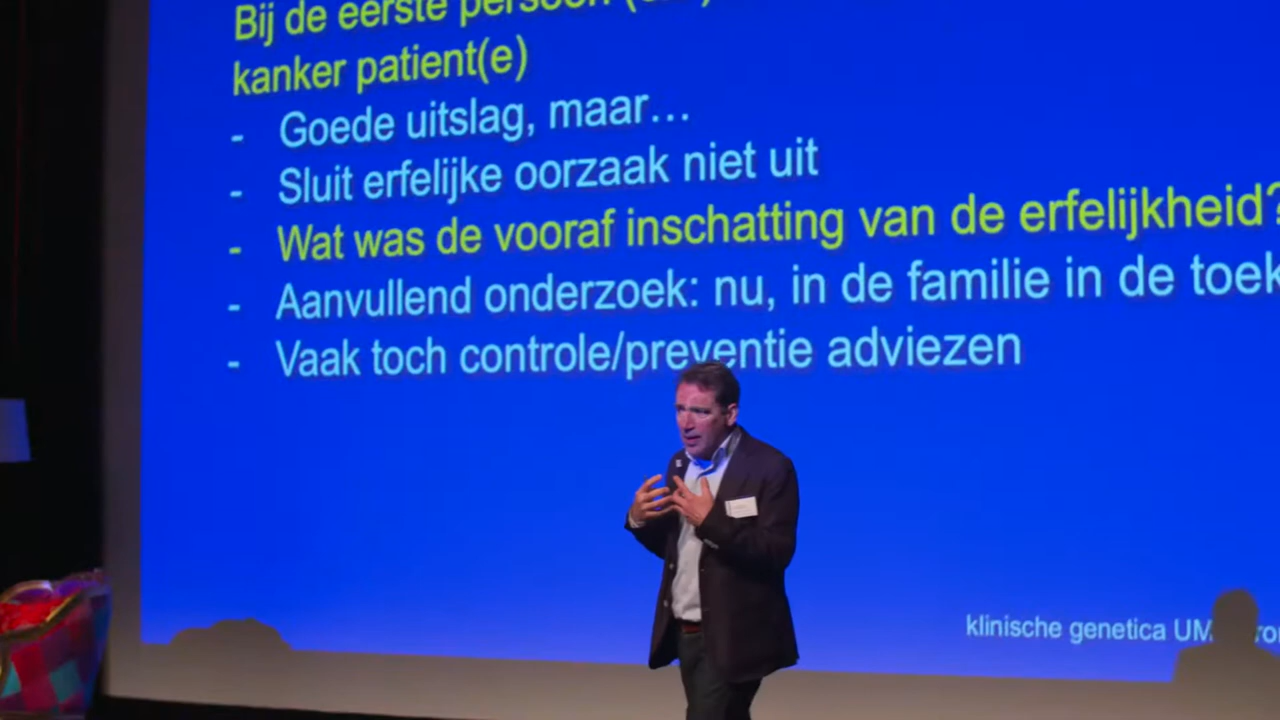 Bij de eerste persoon
kanker patient(e)
- Goede uitslag, maar...
- Sluit erfelijke oorzaak niet uit
- Wat was de vooraf inschatting van de erfelijkheid?
- Aanvullend onderzoek: nu, in de familie in de toek
- Vaak toch controle/preventie adviezen
klinische genetica UM